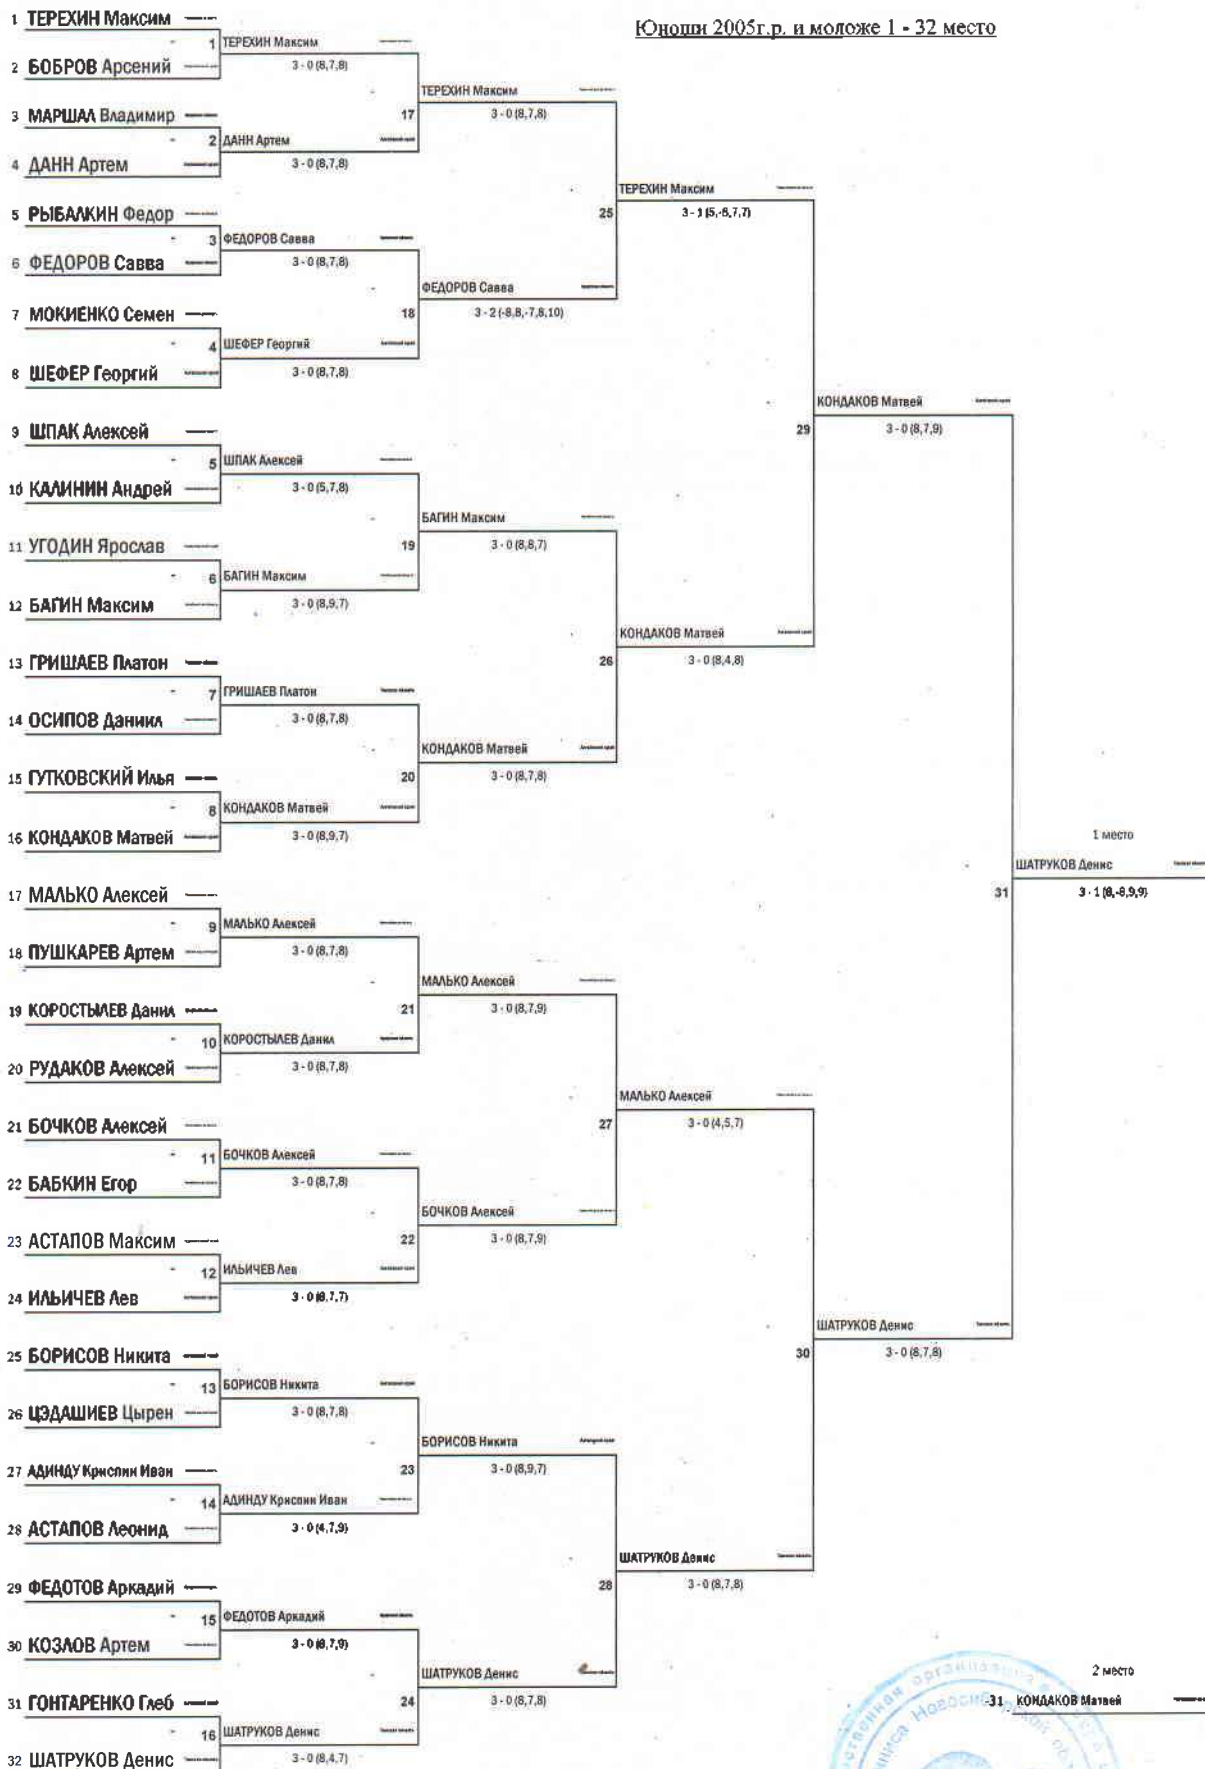 Юноши 2005г.р. и моложе 1 - 32 место
1 ТЕРЕХИН Максим
1 ТЕРЕХИН Максим
2 БОБРОВ Арсений
3 - 0 (8,7,8)
ТЕРЕХИН Максим
3 МАРШАЛ Владимир
17
3 - 0 (8,7,8)
2 ДАНН Артем
4 ДАНН Артем
3 - 0 (8,7,8)
ТЕРЕХИН Максим
5 РЫБАЛКИН Федор
25
3 - 1 (5,-8,7,7)
3 ФЕДОРОВ Савва
6 ФЕДОРОВ Савва
3 - 0 (8,7,8)
ФЕДОРОВ Савва
7 МОКИЕНКО Семен
18
3 - 2 (-8,8,-7,8,10)
4 ШЕФЕР Георгий
8 ШЕФЕР Георгий
3 - 0 (8,7,8)
КОНДАКОВ Матвей
9 ШПАК Алексей
29
3 - 0 (8,7,9)
5 ШПАК Алексей
10 КАЛИНИН Андрей
3 - 0 (5,7,8)
БАГИН Максим
11 УГОДИН Ярослав
19
3 - 0 (8,8,7)
6 БАГИН Максим
12 БАГИН Максим
3 - 0 (8,9,7)
КОНДАКОВ Матвей
13 ГРИШАЕВ Платон
26
3 - 0 (8,4,8)
7 ГРИШАЕВ Платон
14 ОСИПОВ Даниил
3 - 0 (8,7,8)
КОНДАКОВ Матвей
15 ГУТКОВСКИЙ Илья
20
3 - 0 (8,7,8)
8 КОНДАКОВ Матвей
16 КОНДАКОВ Матвей
3 - 0 (8,9,7)
1 место
ШАТРУКОВ Денис
17 МАЛЬКО Алексей
31
3 - 1 (8,-8,9,9)
9 МАЛЬКО Алексей
18 ПУШКАРЕВ Артем
3 - 0 (8,7,8)
МАЛЬКО Алексей
19 КОРОСТЫЛЕВ Данил
21
3 - 0 (8,7,9)
10 КОРОСТЫЛЕВ Данил
20 РУДАКОВ Алексей
3 - 0 (8,7,8)
МАЛЬКО Алексей
21 БОЧКОВ Алексей
27
3 - 0 (4,5,7)
11 БОЧКОВ Алексей
22 БАБКИН Егор
3 - 0 (8,7,8)
БОЧКОВ Алексей
23 АСТАПОВ Максим
22
3 - 0 (8,7,9)
12 ИЛЬИЧЕВ Лев
24 ИЛЬИЧЕВ Лев
3 - 0 (8,7,7)
ШАТРУКОВ Денис
25 БОРИСОВ Никита
30
3 - 0 (8,7,8)
13 БОРИСОВ Никита
26 ЦЭДАШИЕВ Цырен
3 - 0 (8,7,8)
БОРИСОВ Никита
27 АДИНДУ Криспин Иван
23
3 - 0 (8,9,7)
14 АДИНДУ Криспин Иван
28 АСТАПОВ Леонид
3 - 0 (4,7,9)
ШАТРУКОВ Денис
29 ФЕДОТОВ Аркадий
28
3 - 0 (8,7,8)
15 ФЕДОТОВ Аркадий
30 КОЗЛОВ Артем
3 - 0 (8,7,9)
ШАТРУКОВ Денис
2 место
31 ГОНТАРЕНКО Глеб
24
3 - 0 (8,7,8)
-31 КОНДАКОВ Матвей
16 ШАТРУКОВ Денис
32 ШАТРУКОВ Денис
3 - 0 (8,4,7)